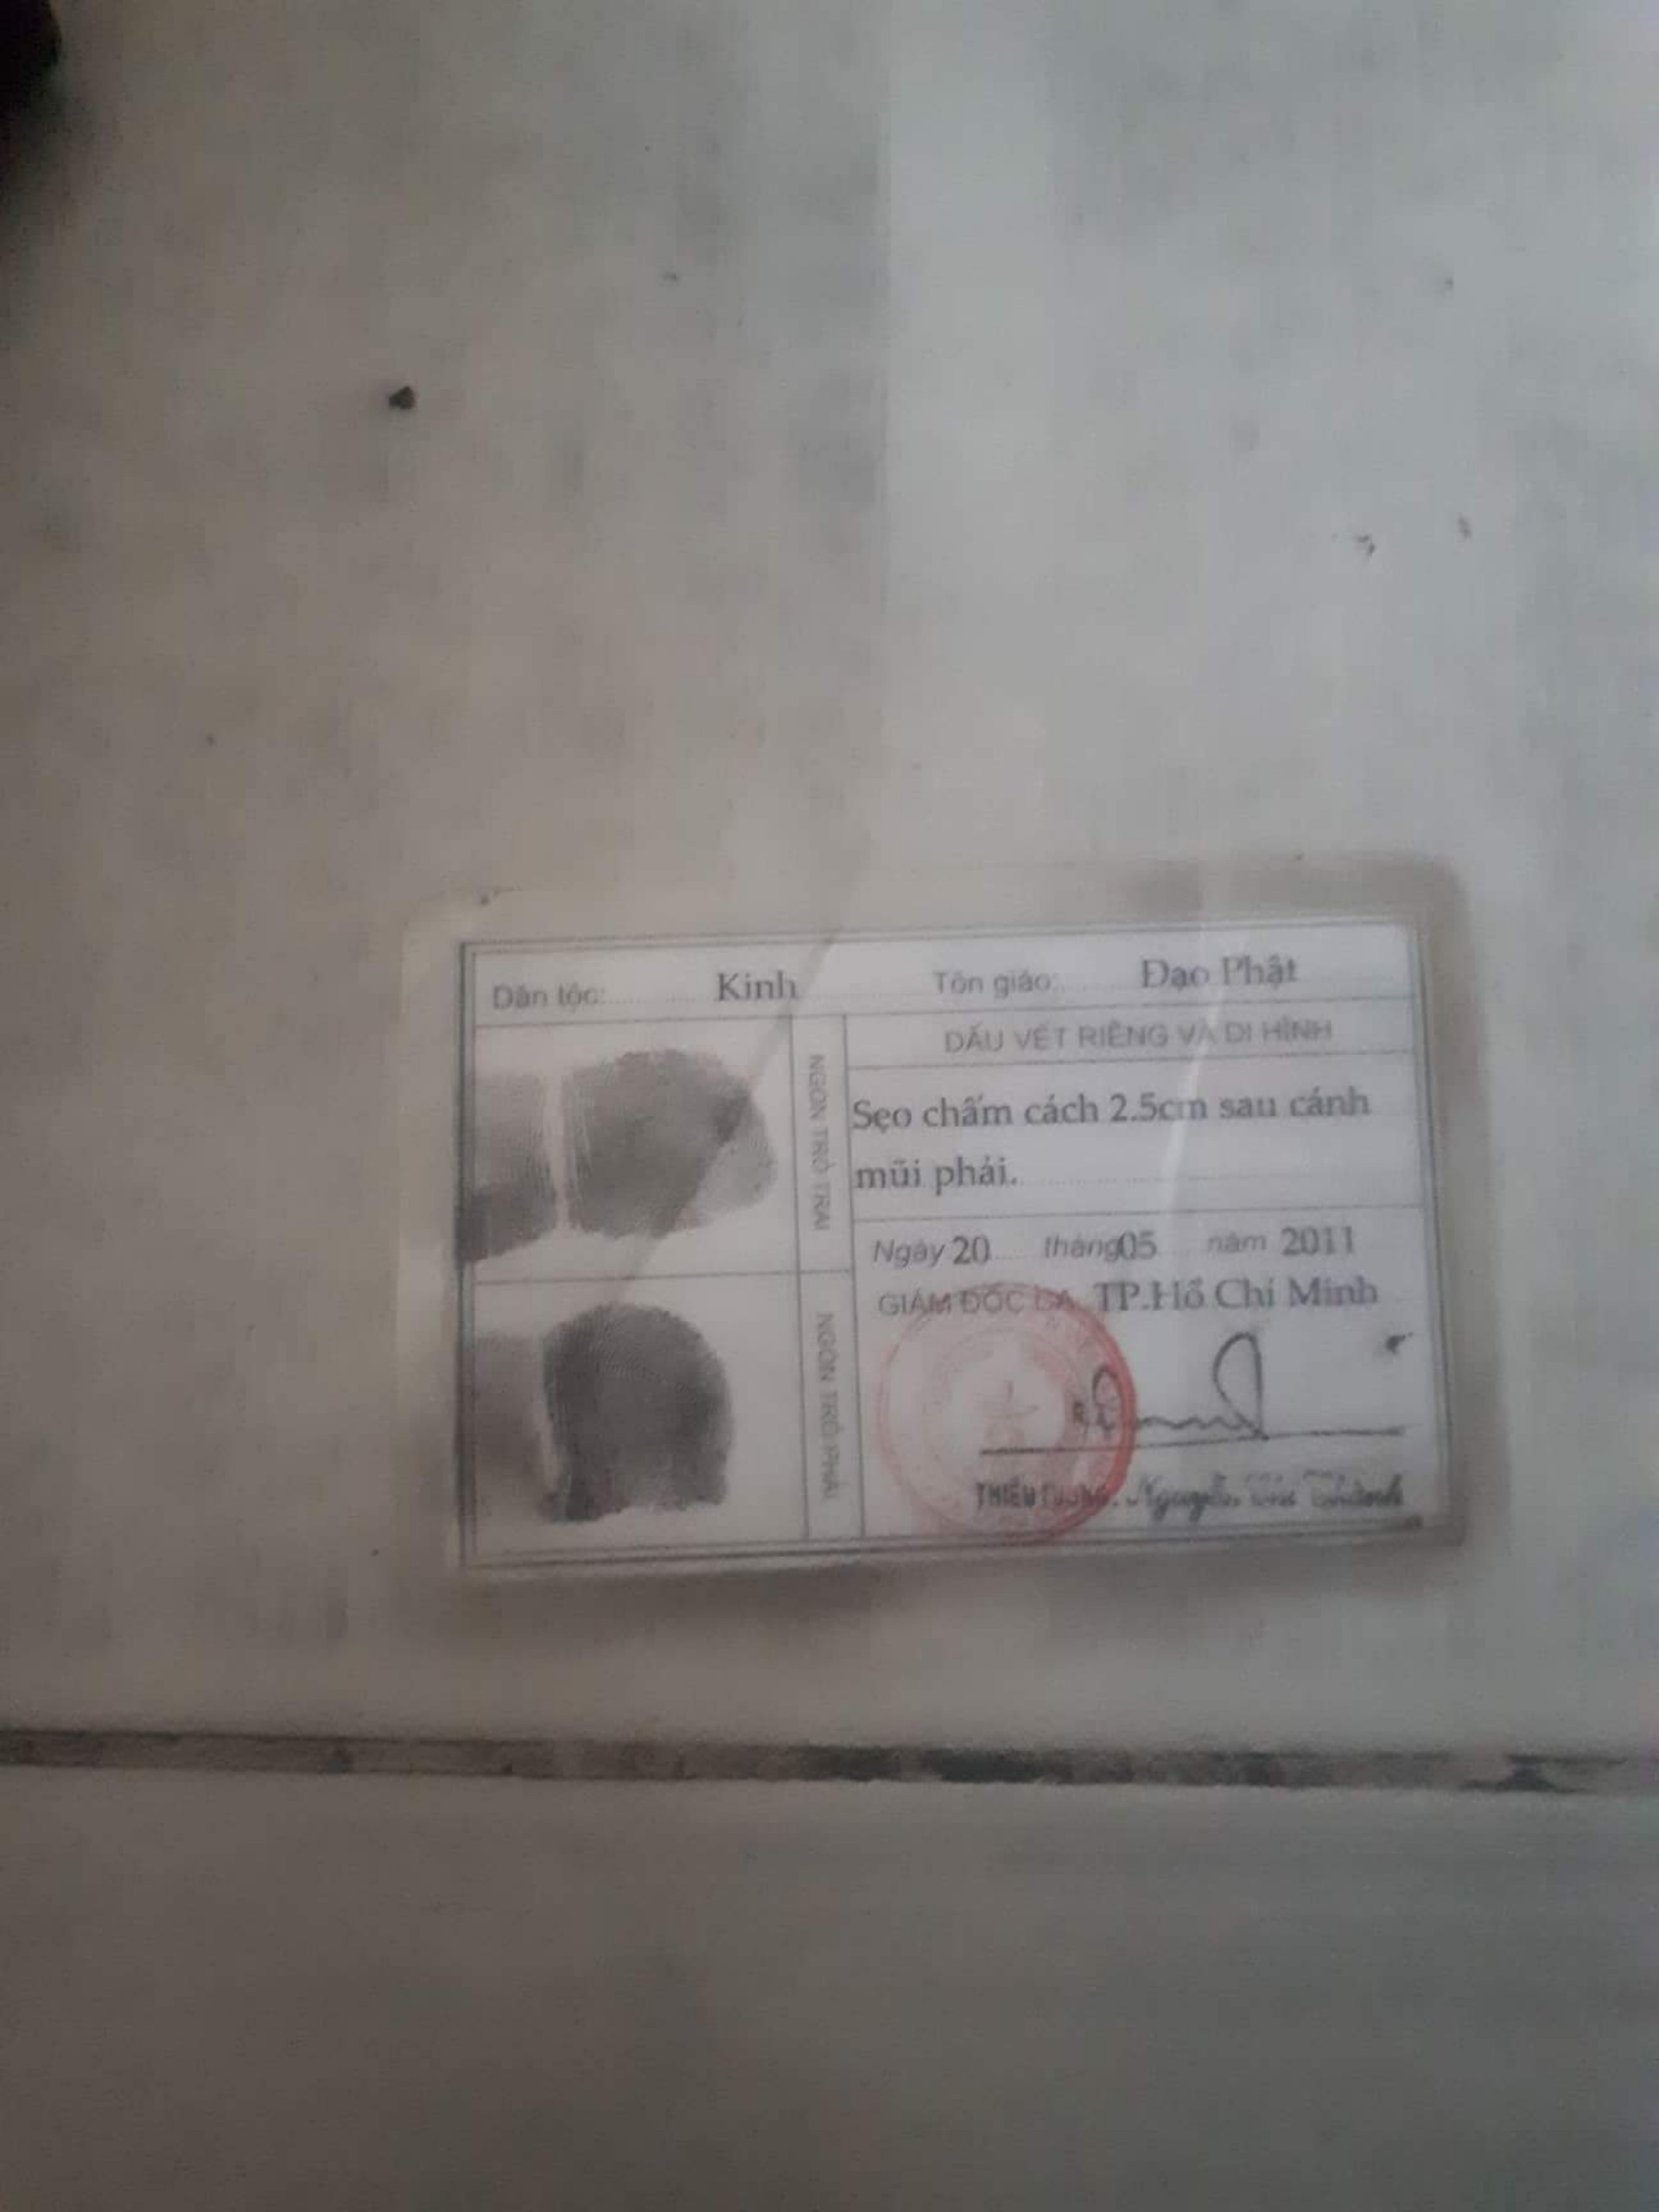 Dân tộc: Kinh Tôn giáo: Đạo Phật
DẤU VẾT RIÊNG VÀ DỊ HÌNH
NGÓN TRỎ TRÁI
Sẹo chấm cách 2.5cm sau cánh
mũi phải.
Ngày 20 tháng 05 năm 2011
GIÁM ĐỐC CA TP.Hồ Chí Minh
NGÓN TRỎ PHẢI
THIẾU TƯỚNG. Nguyễn Chí Thành